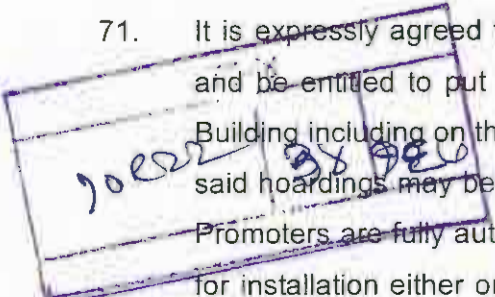 71. It is expressly agreed
and be entitled to put
Building including on th
said hoardings may be
Promoters are fully aut
for installation either or